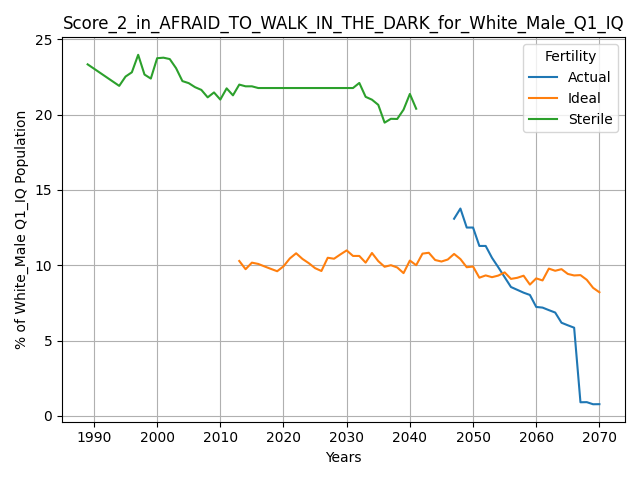 Score_2_in_AFRAID_TO_WALK_IN_THE_DARK_for_White_Male_Q1_IQ
Fertility
Actual
Ideal
Sterile
% of White_Male Q1_IQ Population
25
20
15
10
5
0
1990 2000 2010 2020 2030 2040 2050 2060 2070
Years